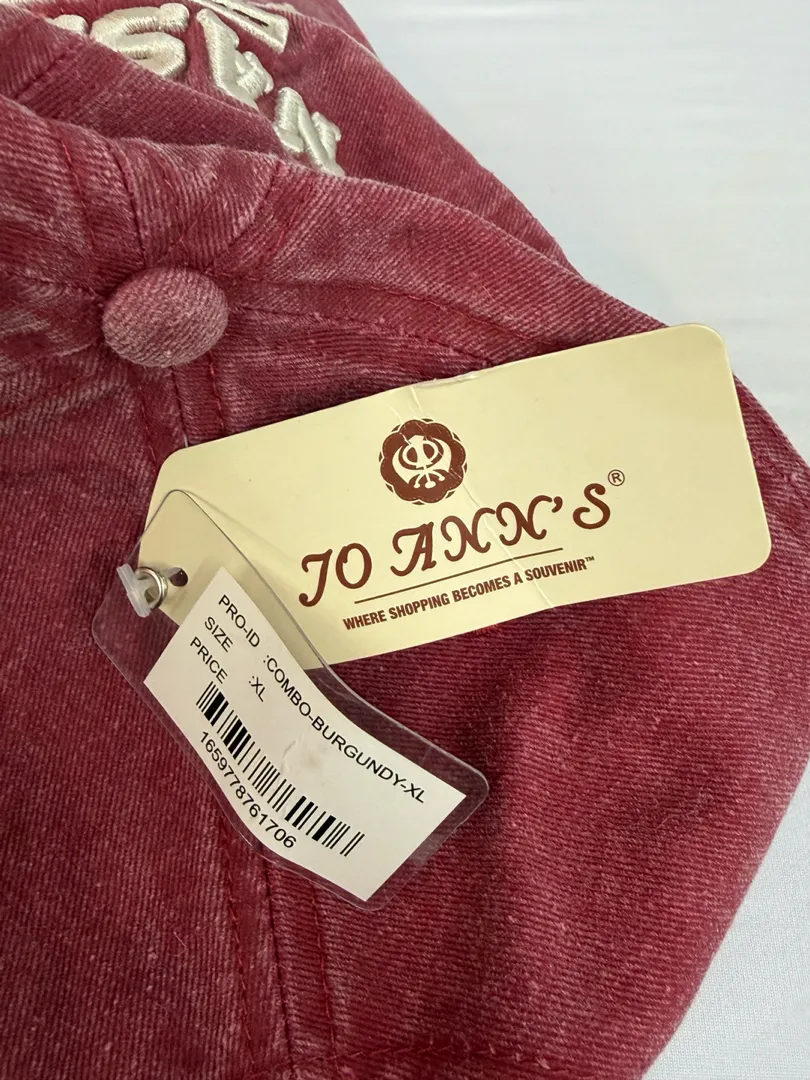 JO ANN'S®
WHERE SHOPPING BECOMES A SOUVENIR™
PRO-ID :COMBO-BURGUNDY-XL
SIZE :XL
PRICE
1659778761706